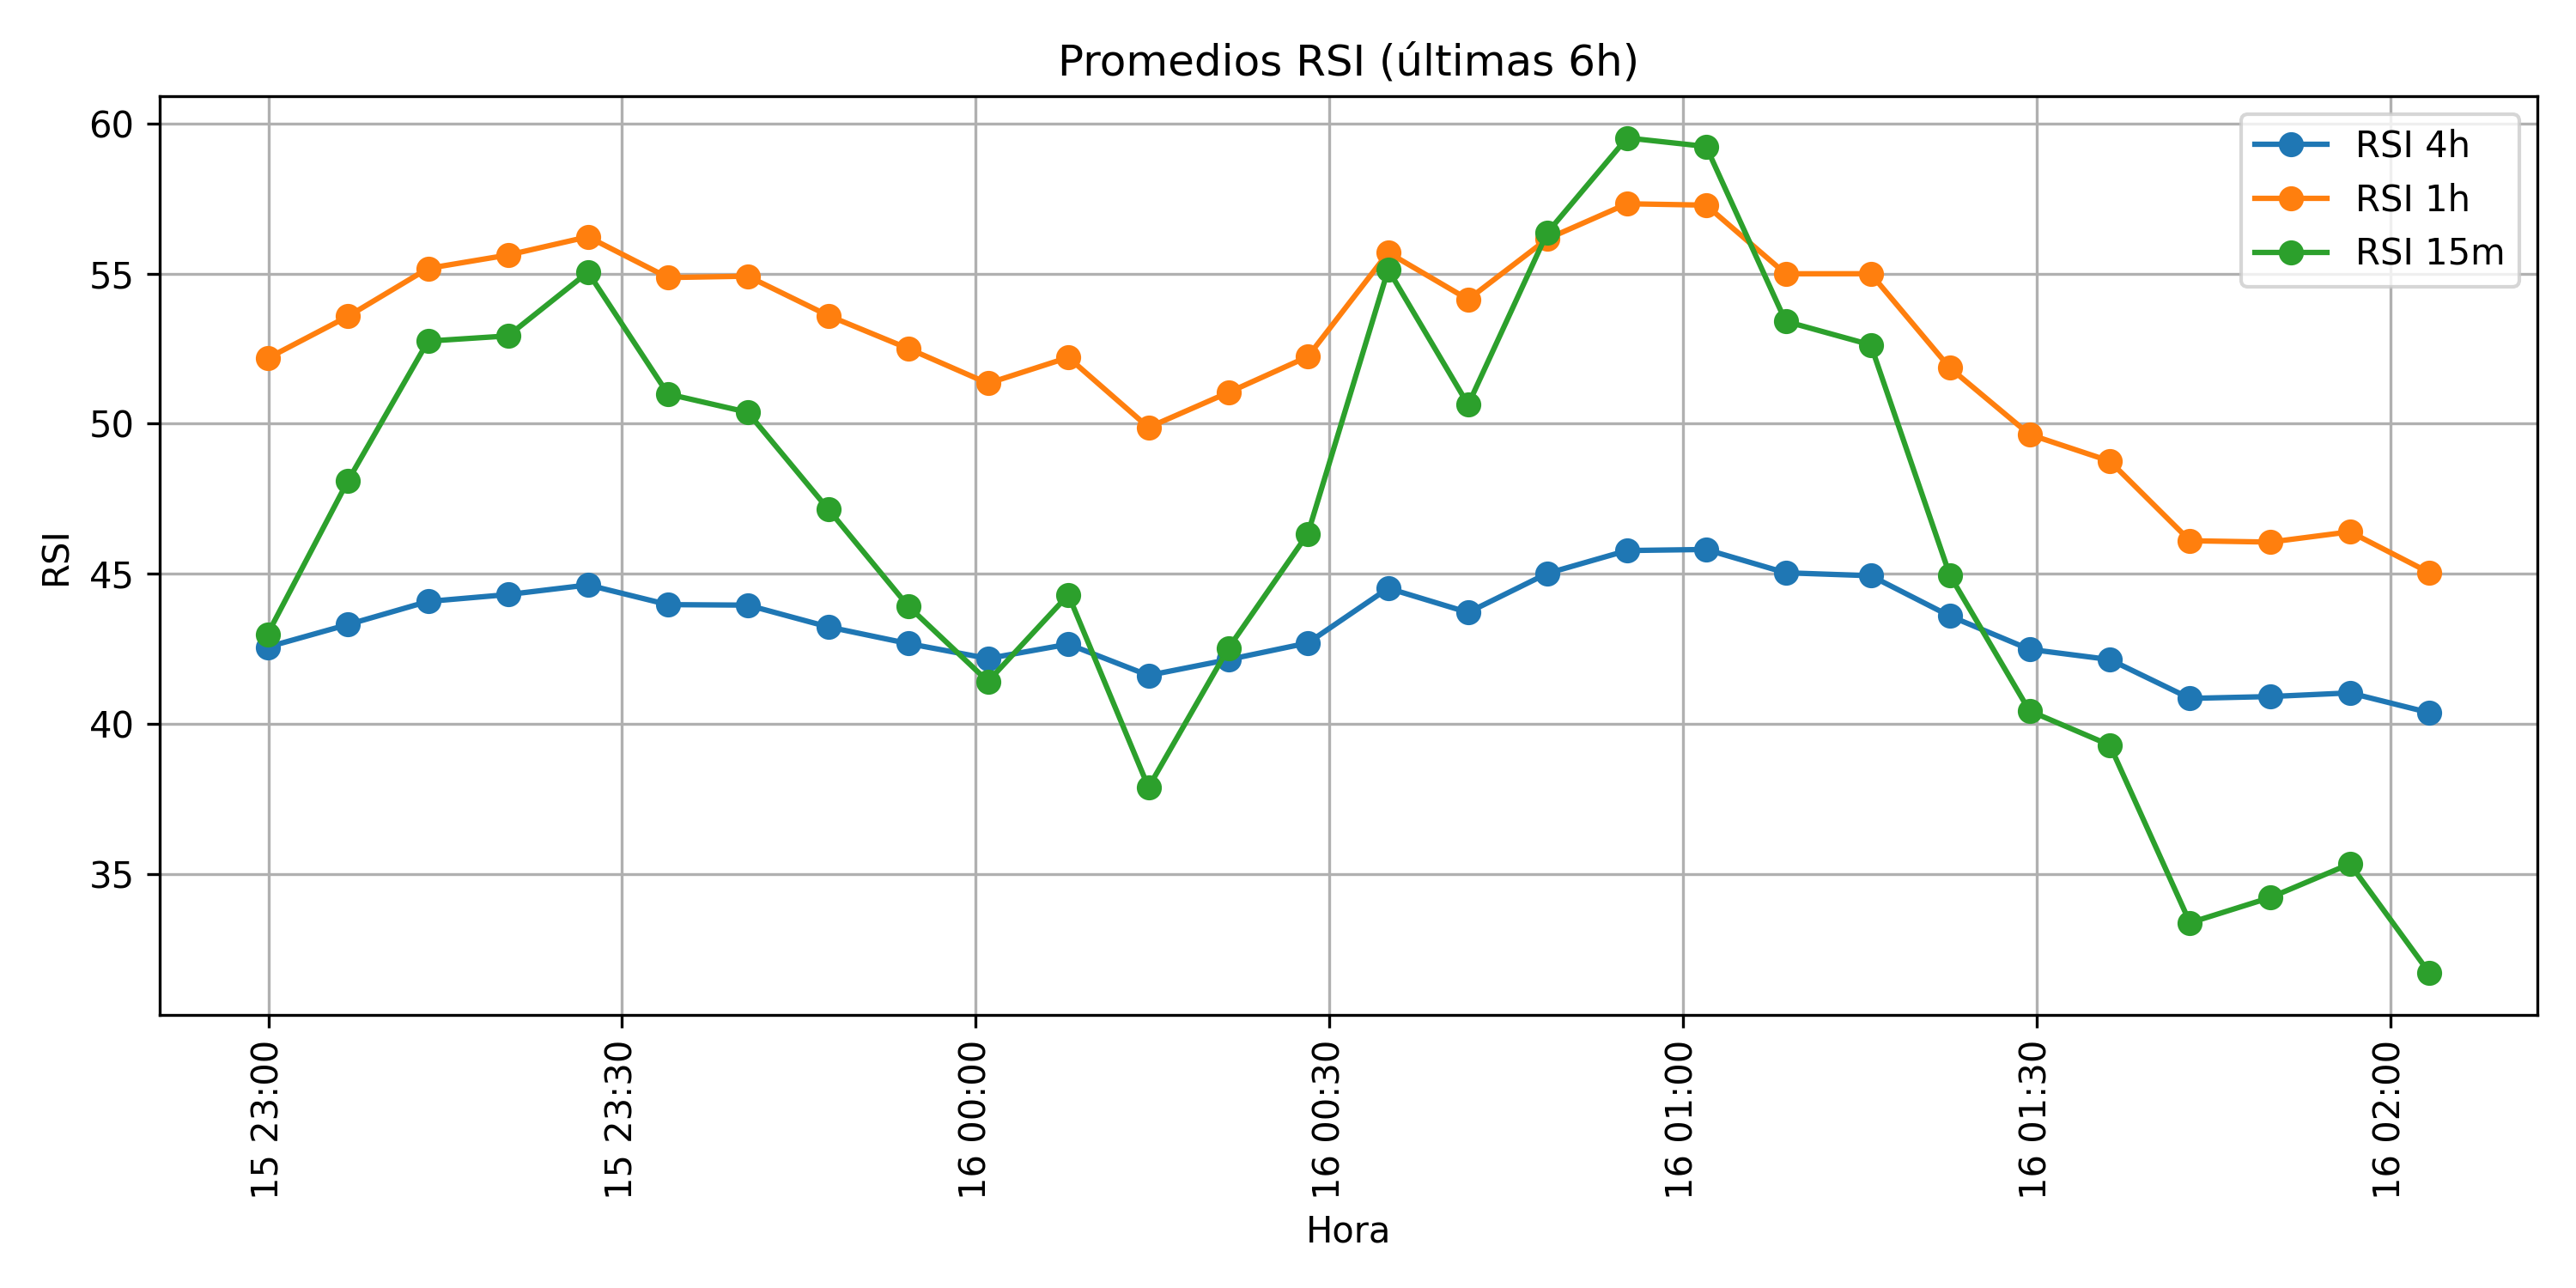 Promedios RSI (últimas 6h)
RSI 4h
RSI 1h
RSI 15m
RSI
60
55
50
45
40
35
15 23:00
15 23:30
16 00:00
16 00:30
16 01:00
16 01:30
16 02:00
Hora